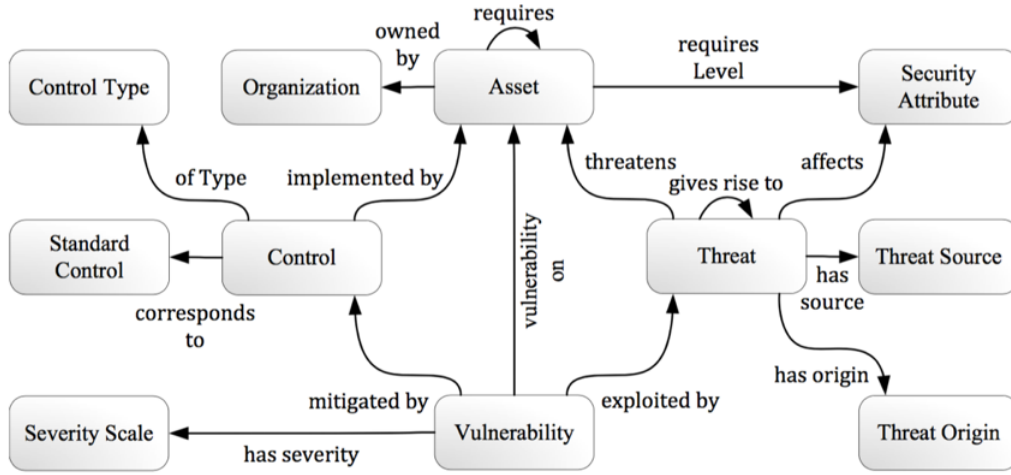 requires
owned
by
requires
Level
Control Type
Organization
Asset
Security
Attribute
threatens
affects
of Type
implemented by
gives rise to
Standard
Control
Control
vulnerability
on
Threat
Threat Source
has
source
corresponds
to
has origin
mitigated by
exploited by
Severity Scale
Vulnerability
Threat Origin
has severity